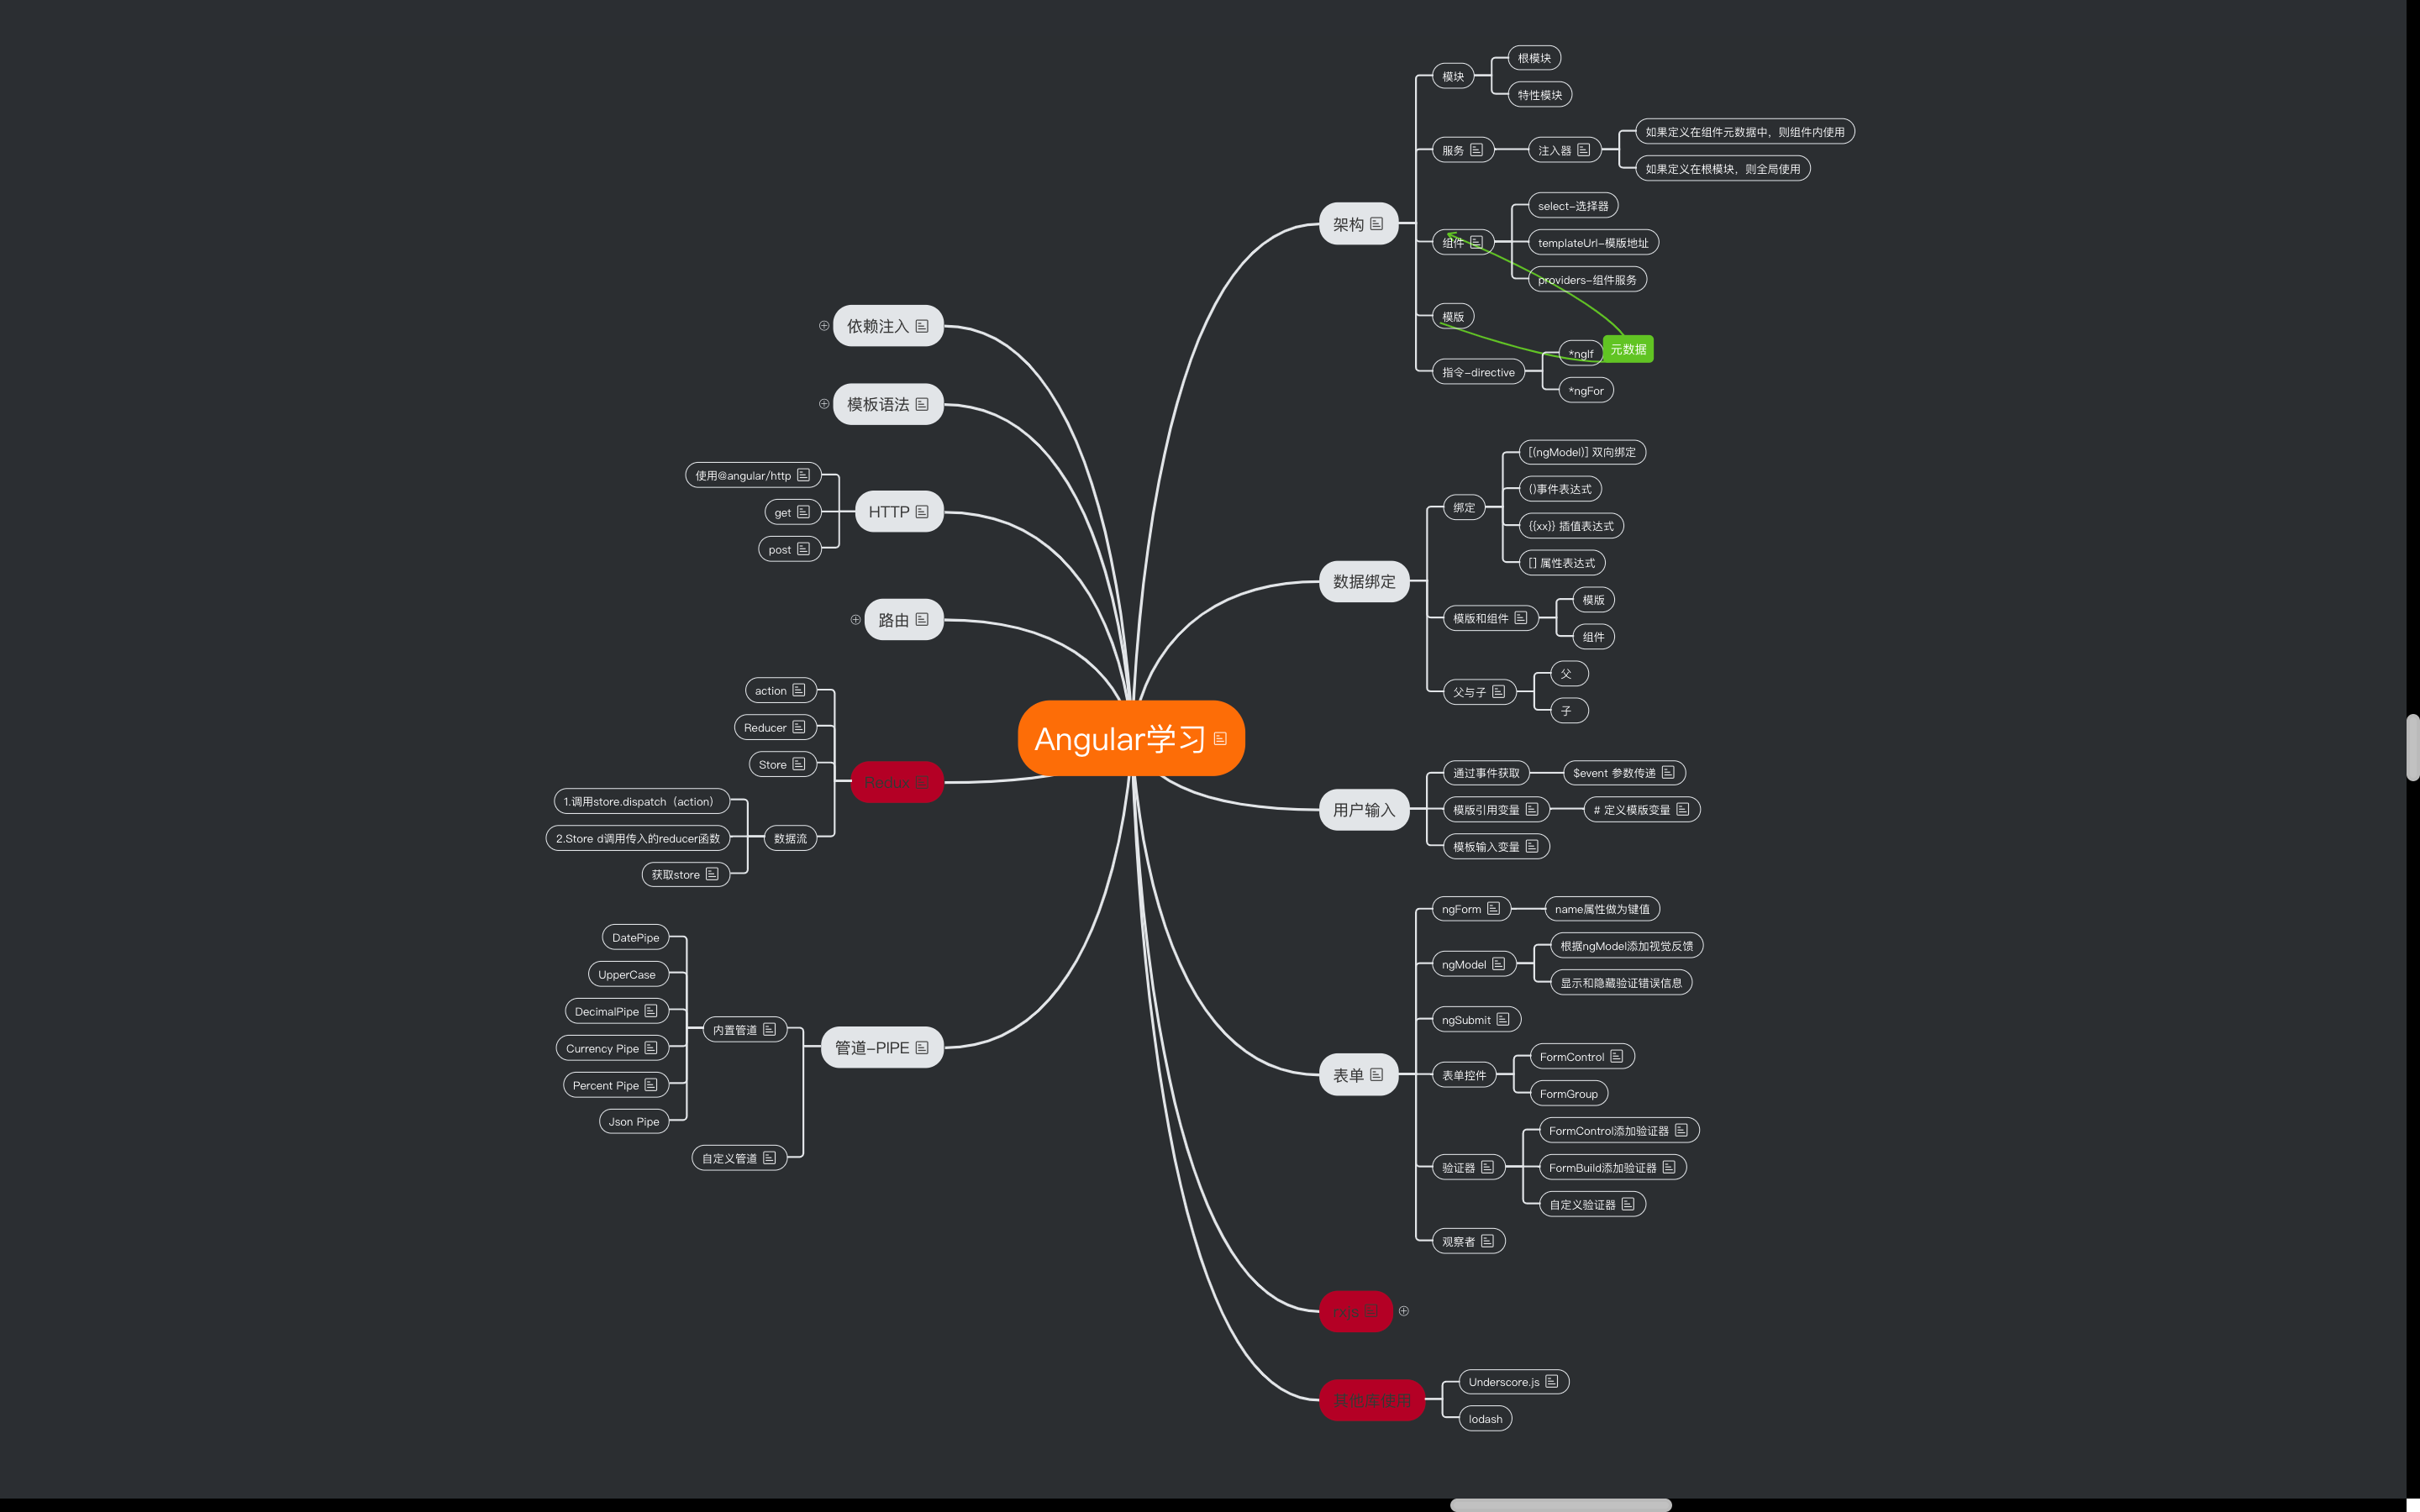 Angular学习
架构
模块
根模块
特性模块
服务
注入器
如果定义在组件元数据中，则组件内使用
如果定义在根模块，则全局使用
组件
select-选择器
templateUrl-模版地址
providers-组件服务
模版
指令-directive
*ngIf
*ngFor
元数据
数据绑定
绑定
[(ngModel)] 双向绑定
()事件表达式
{{xx}} 插值表达式
[] 属性表达式
模版和组件
模版
组件
父与子
父
子
用户输入
通过事件获取
$event 参数传递
模版引用变量
# 定义模版变量
模板输入变量
表单
ngForm
name属性做为键值
ngModel
根据ngModel添加视觉反馈
显示和隐藏验证错误信息
ngSubmit
表单控件
FormControl
FormGroup
验证器
FormControl添加验证器
FormBuild添加验证器
自定义验证器
观察者
rxjs
其他库使用
Underscore.js
lodash
依赖注入
模板语法
HTTP
使用@angular/http
get
post
路由
action
Reducer
Store
数据流
1.调用store.dispatch（action）
2.Store d调用传入的reducer函数
获取store
管道-PIPE
内置管道
DatePipe
UpperCase
DecimalPipe
Currency Pipe
Percent Pipe
Json Pipe
自定义管道